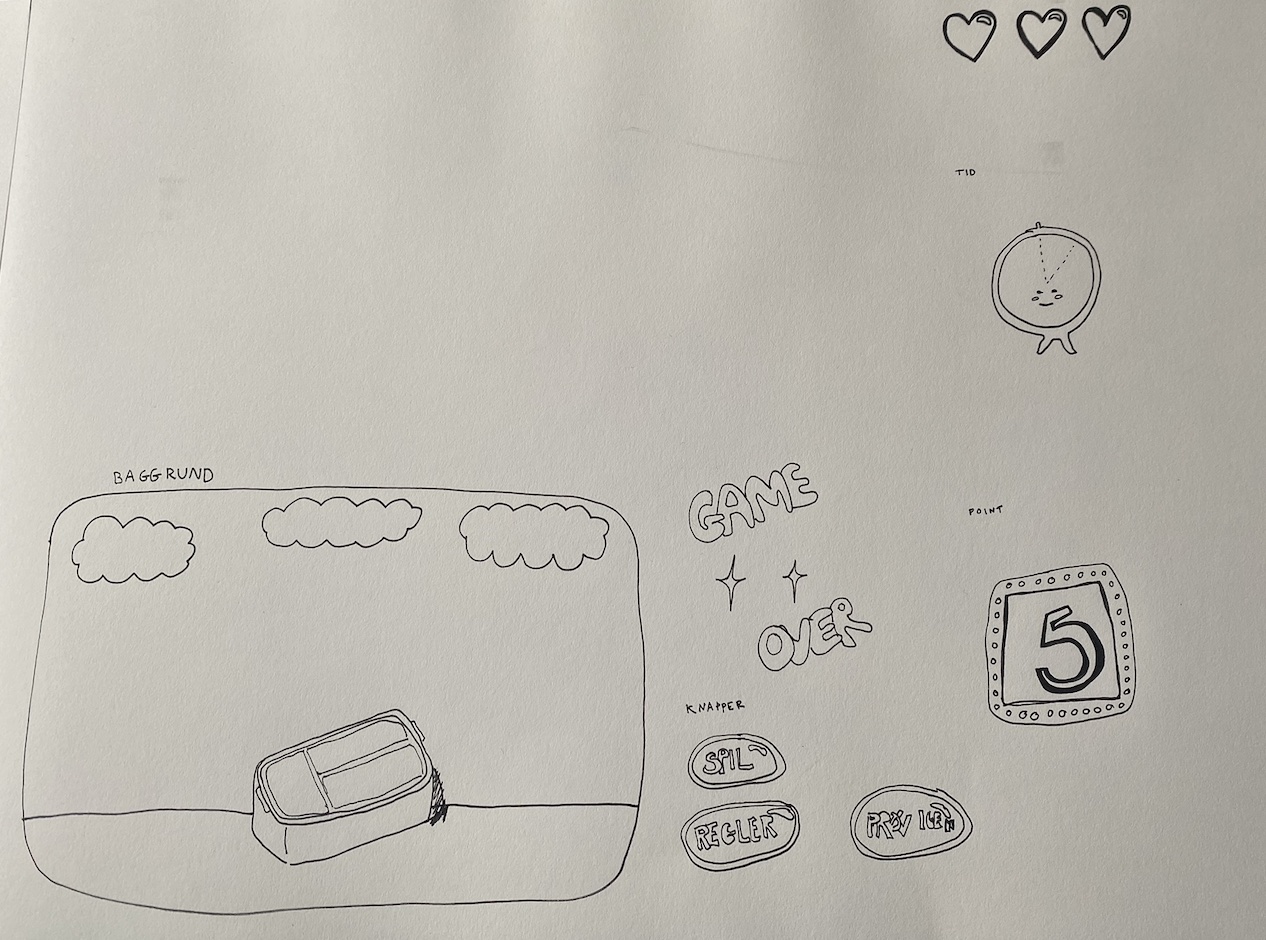 TID
BAGGRUND
GAME
OVER
POINT
5
KNAPPER
SPIL
REGLER
PRØV IGEN